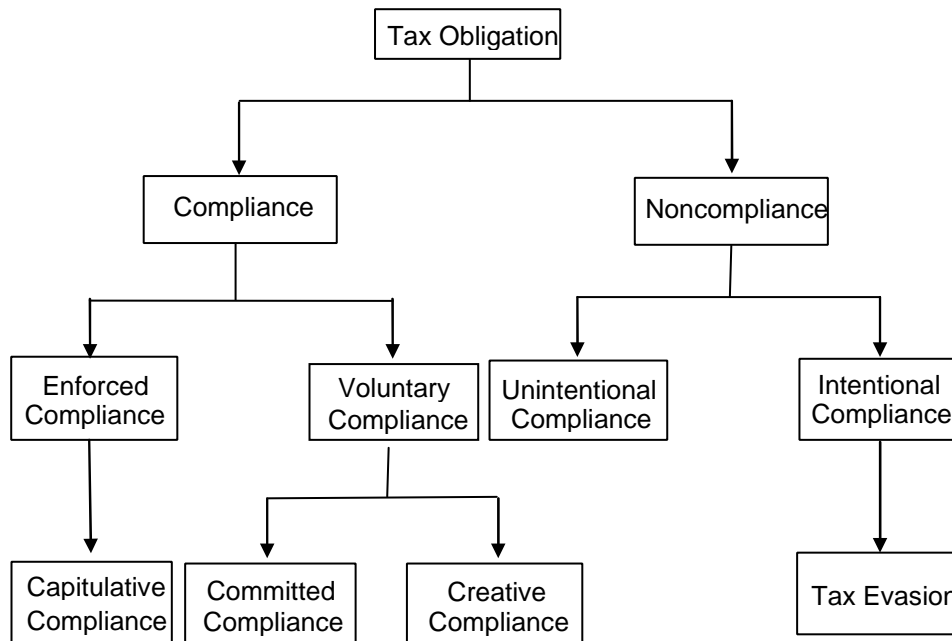 Tax Obligation
Compliance
Noncompliance
Enforced
Compliance
Voluntary
Compliance
Unintentional
Compliance
Intentional
Compliance
Capitulative
Compliance
Committed
Compliance
Creative
Compliance
Tax Evasion